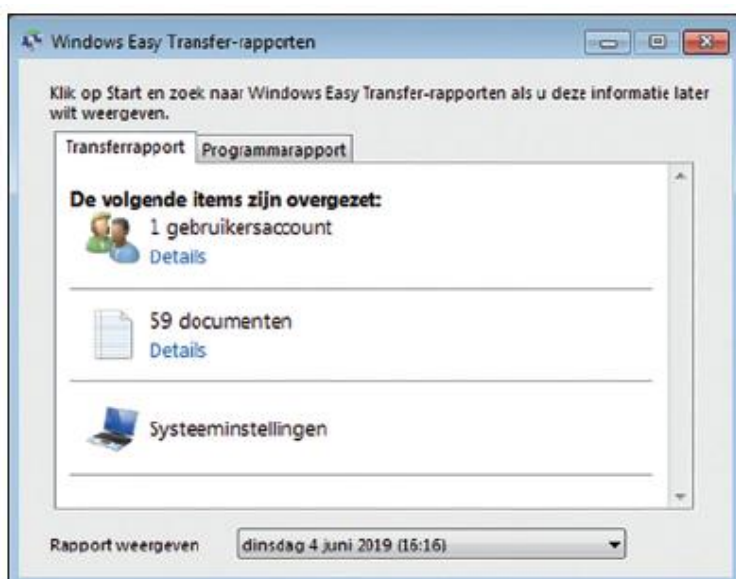 Windows Easy Transfer-rapporten
Klik op Start en zoek naar Windows Easy Transfer-rapporten als u deze informatie later
wilt weergeven.
Transferrapport Programmarapport
De volgende items zijn overgezet:
1 gebruikersaccount
Details
59 documenten
Details
Systeeminstellingen
Rapport weergeven dinsdag 4 juni 2019 (16:16)